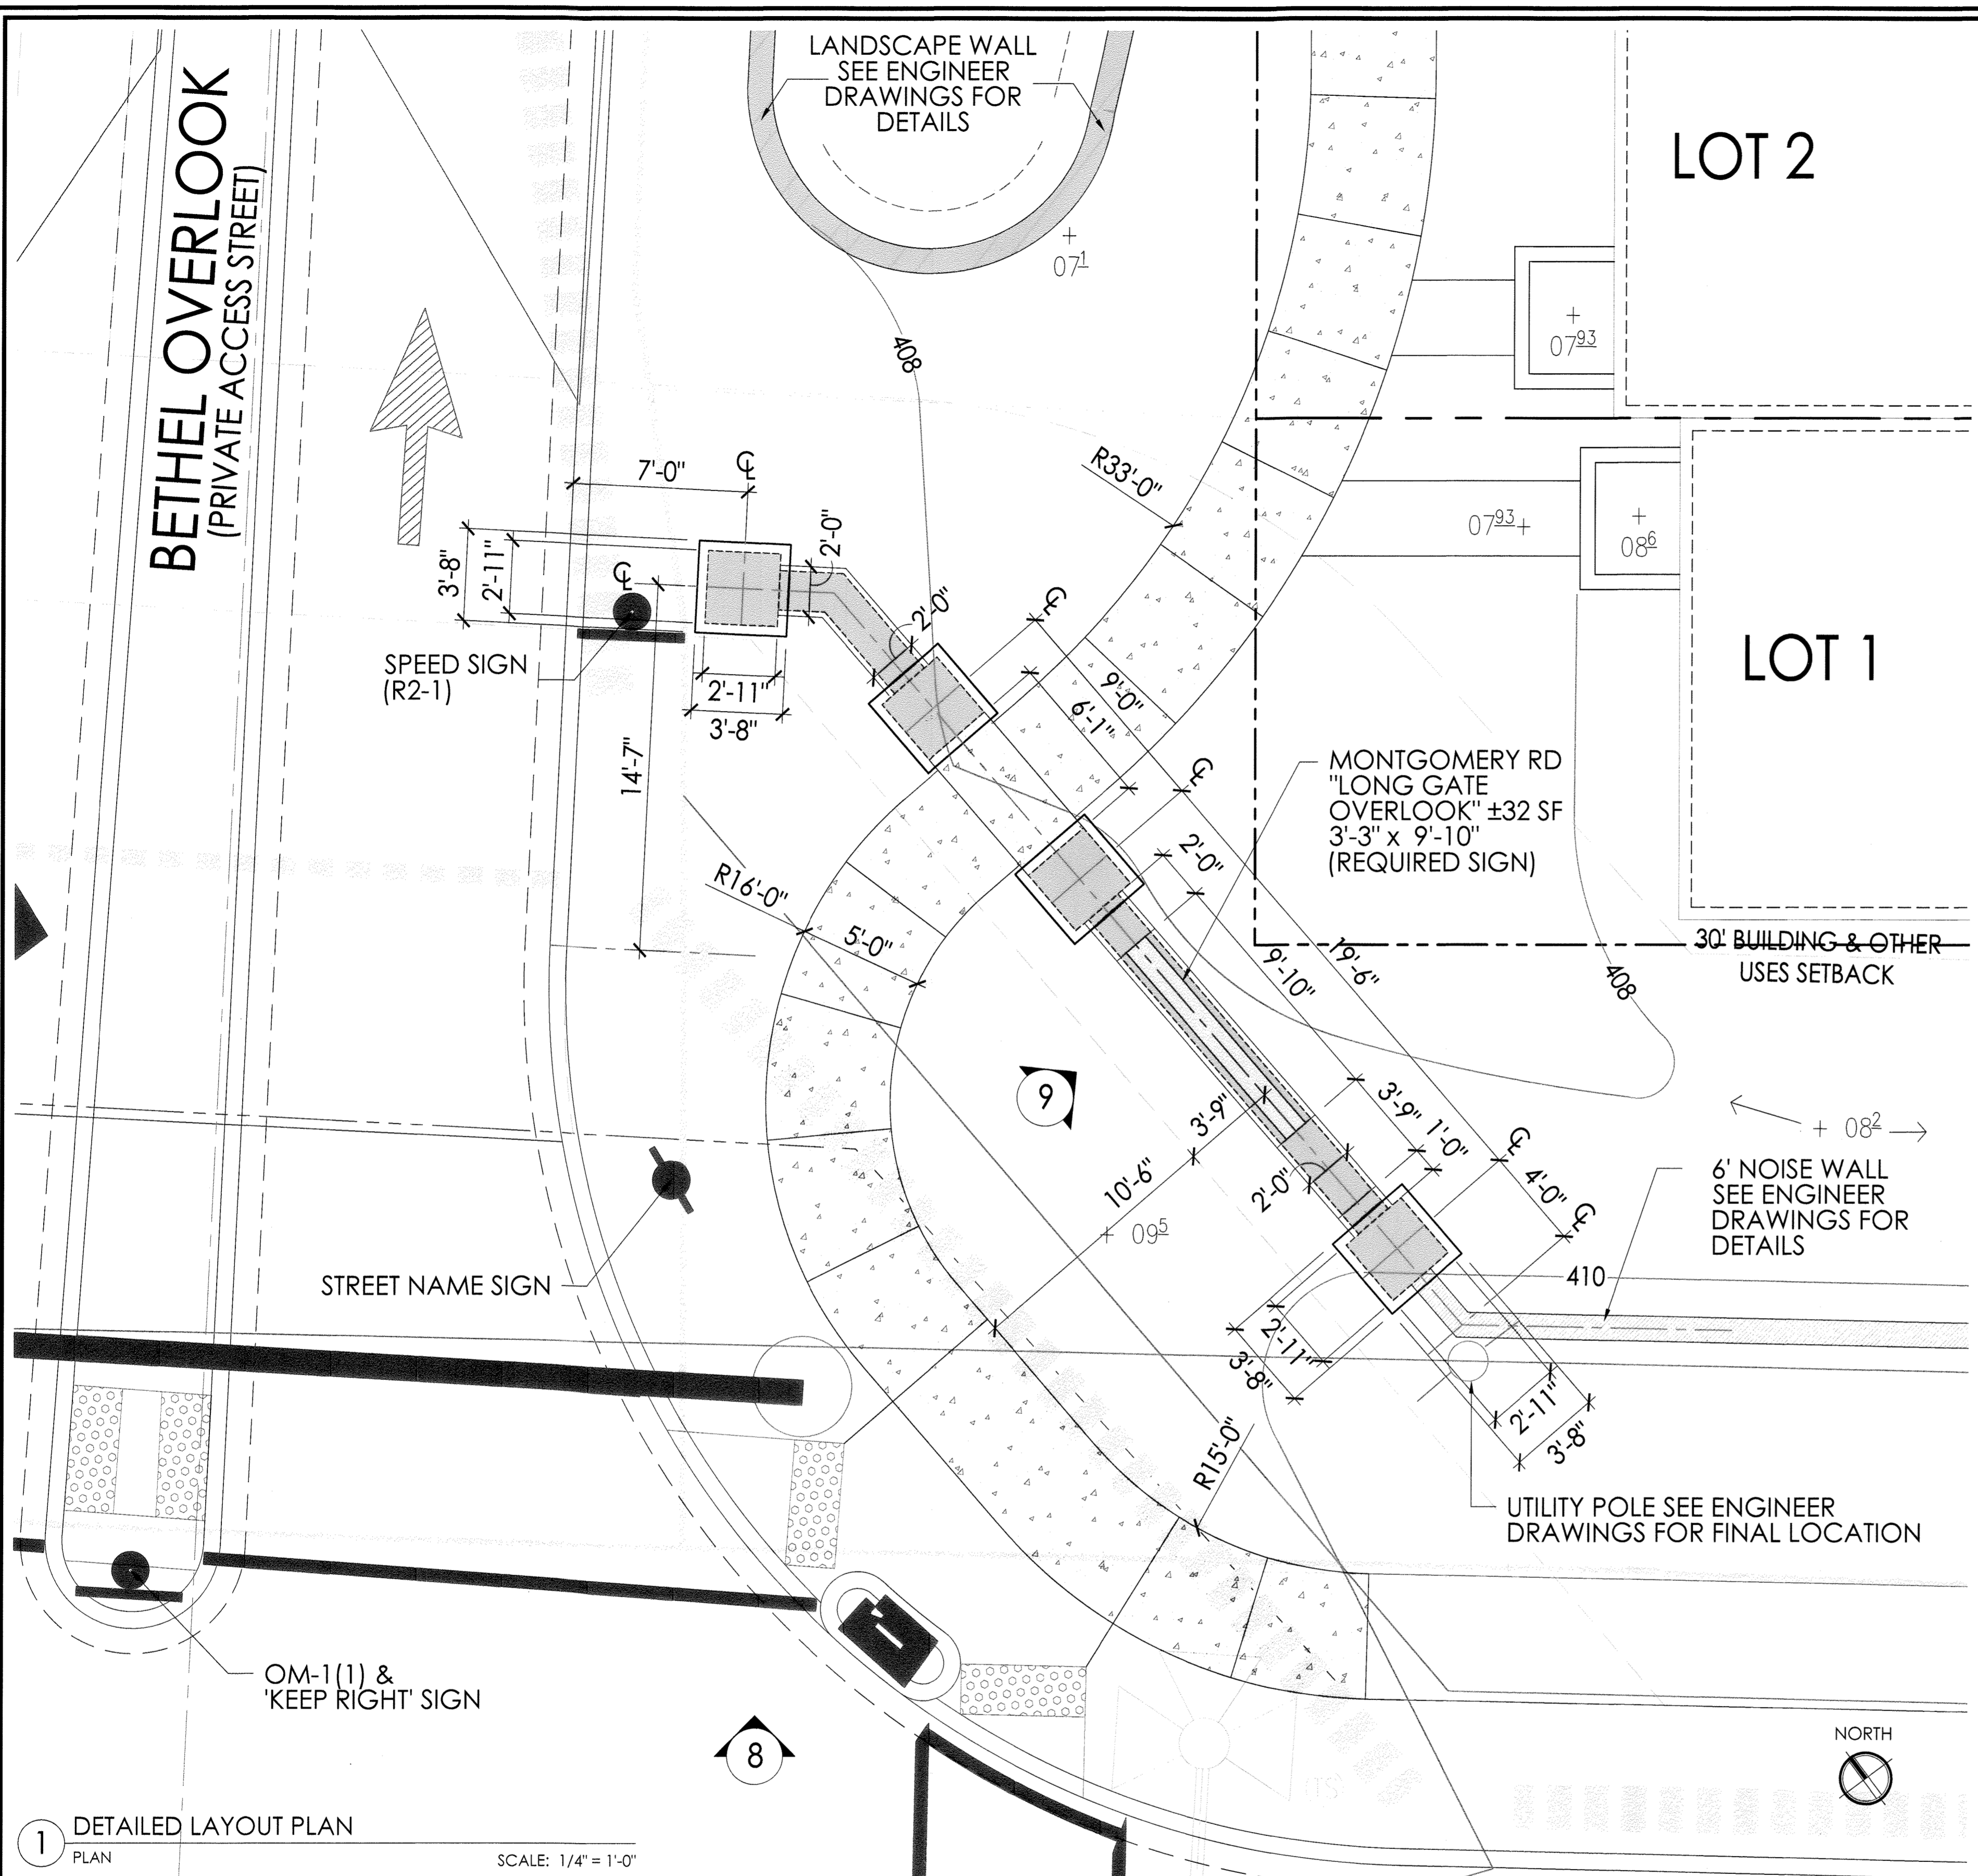 LANDSCAPE WALL
SEE ENGINEER
DRAWINGS FOR
DETAILS
BETHEL OVERLOOK
(PRIVATE ACCESS STREET)
LOT 2
07 1
07 93
408
7'-0"
℄
R33'-0"
07 93 +
08 6
3'-8"
2'-11"
℄
2'-0"
2'-0"
℄
SPEED SIGN
(R2-1)
2'-11"
3'-8"
9'-0"
6'-1"
LOT 1
14'-7"
℄
MONTGOMERY RD
"LONG GATE
OVERLOOK" ±32 SF
3'-3" x 9'-10"
(REQUIRED SIGN)
2'-0"
R16'-0"
5'-0"
19'-6"
9'-10"
30' BUILDING & OTHER
USES SETBACK
408
9
3'-9"
3'-9"
1'-0"
℄
+ 08 2
10'-6"
2'-0"
4'-0"
℄
6' NOISE WALL
SEE ENGINEER
DRAWINGS FOR
DETAILS
+ 09 5
STREET NAME SIGN
410
2'-11"
3'-8"
2'-11"
3'-8"
R15'-0"
UTILITY POLE SEE ENGINEER
DRAWINGS FOR FINAL LOCATION
OM-1(1) &
'KEEP RIGHT' SIGN
8
NORTH
1
DETAILED LAYOUT PLAN
PLAN
SCALE: 1/4" = 1'-0"